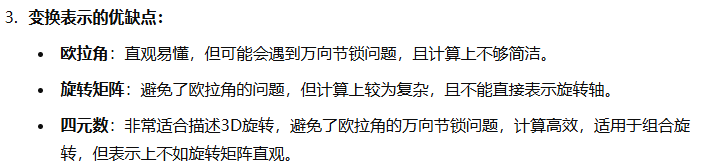 3. 变换表示的优缺点：
• 欧拉角：直观易懂，但可能会遇到万向节锁问题，且计算上不够简洁。
• 旋转矩阵：避免了欧拉角的问题，但计算上较为复杂，且不能直接表示旋转轴。
• 四元数：非常适合描述3D旋转，避免了欧拉角的万向节锁问题，计算高效，适用于组合旋
转，但表示上不如旋转矩阵直观。